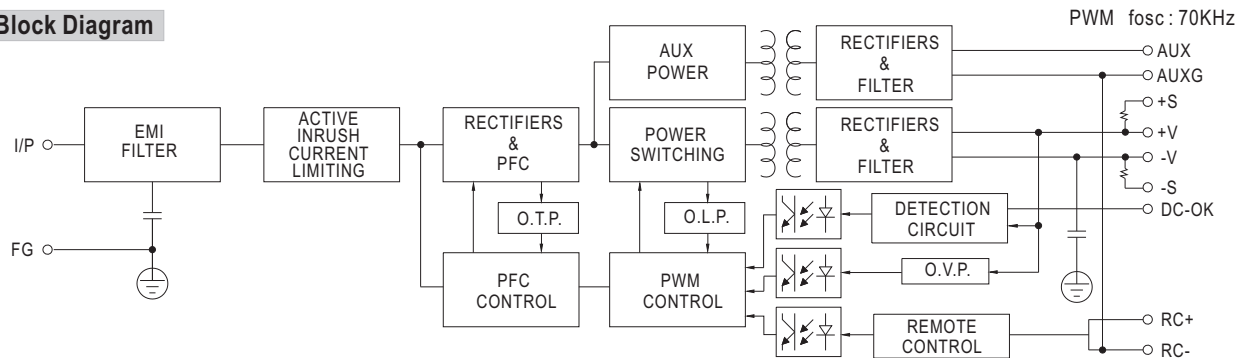 Block Diagram
PWM fosc : 70KHz
AUX
POWER
RECTIFIERS
&
FILTER
AUX
AUXG
+S
I/P
EMI
FILTER
ACTIVE
INRUSH
CURRENT
LIMITING
RECTIFIERS
&
PFC
POWER
SWITCHING
RECTIFIERS
&
FILTER
+V
-V
-S
O.T.P.
O.L.P.
DETECTION
CIRCUIT
DC-OK
FG
PFC
CONTROL
PWM
CONTROL
O.V.P.
REMOTE
CONTROL
RC+
RC-